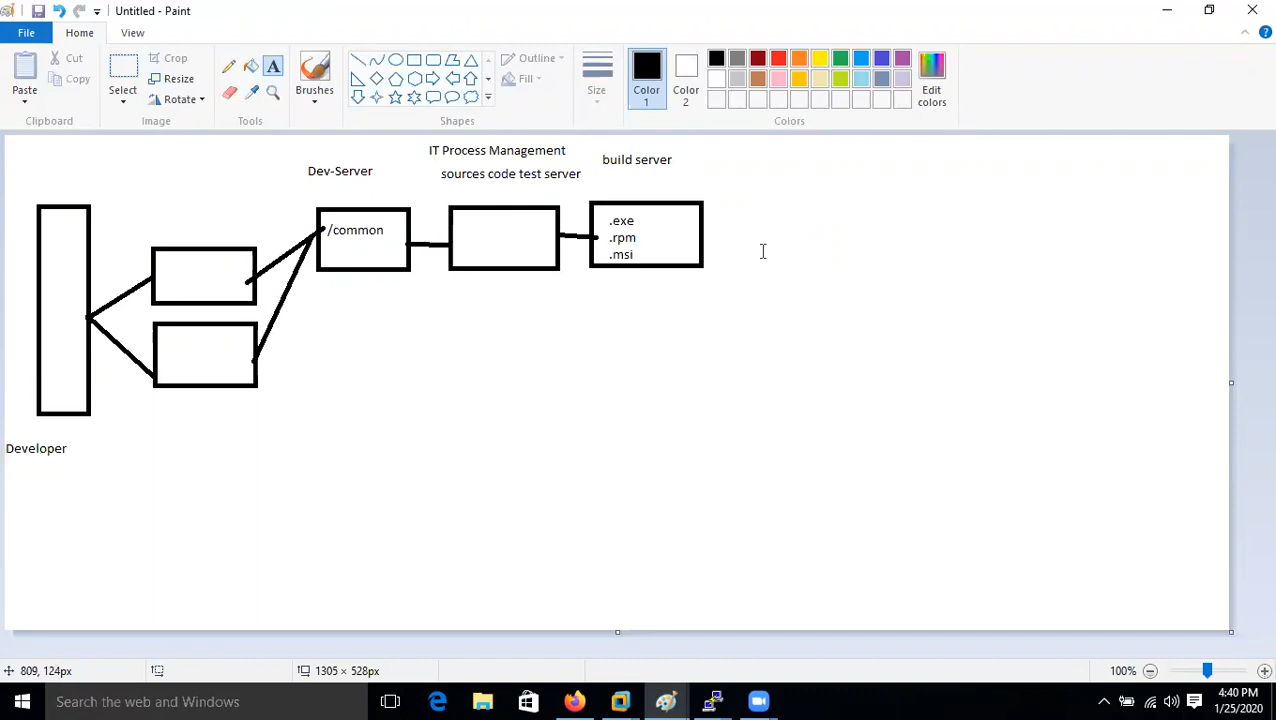 Untitled - Paint
File
Home
View
Paste
Cut
Copy
Clipboard
Select
Crop
Resize
Rotate
Image
A
Tools
Brushes
Shapes
Outline
Fill
Size
Color
1
Color
2
Edit
colors
Colors
IT Process Management
build server
Dev-Server
sources code test server
/common
.exe
.rpm
.msi
Developer
809, 124px
1305 × 528px
100%
Search the web and Windows
4:40 PM
1/25/2020